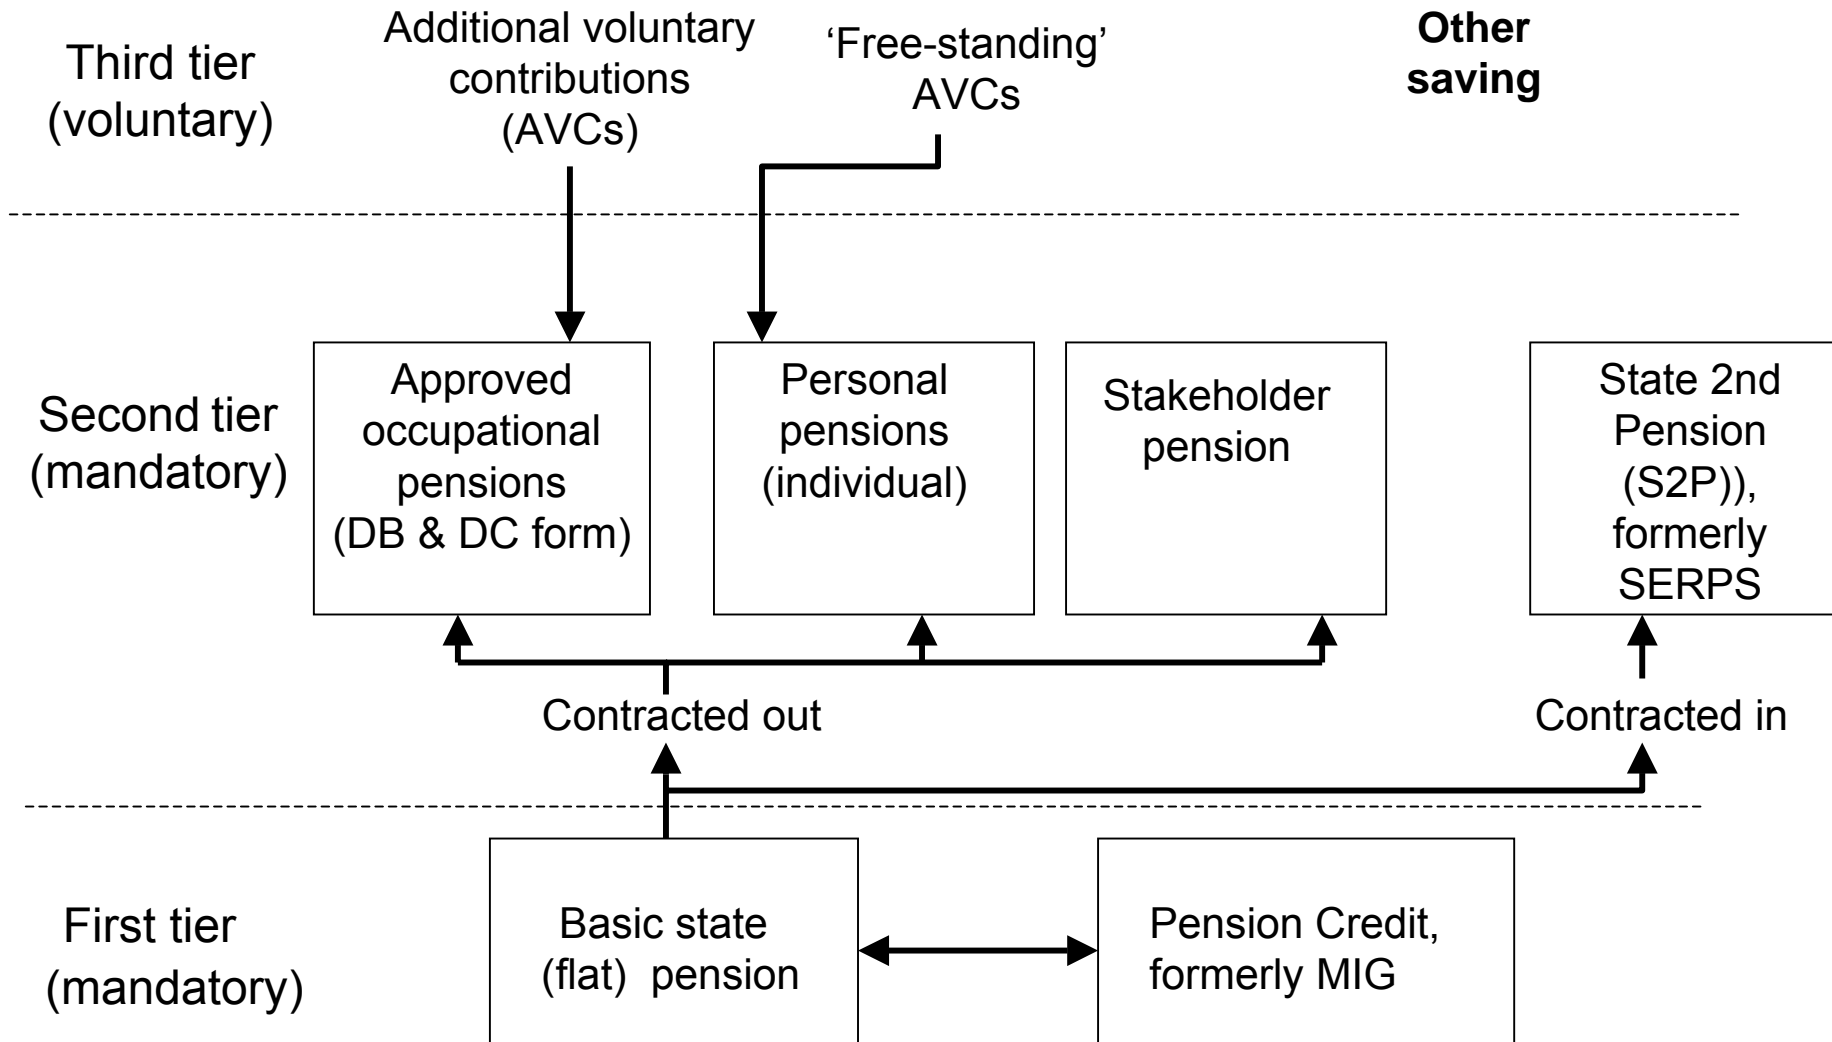 Third tier
(voluntary)
Additional voluntary
contributions
(AVCs)
‘Free-standing’
AVCs
Other
saving
Second tier
(mandatory)
Approved
occupational
pensions
(DB & DC form)
Personal
pensions
(individual)
Stakeholder
pension
State 2nd
Pension
(S2P)),
formerly
SERPS
Contracted out
Contracted in
First tier
(mandatory)
Basic state
(flat) pension
Pension Credit,
formerly MIG